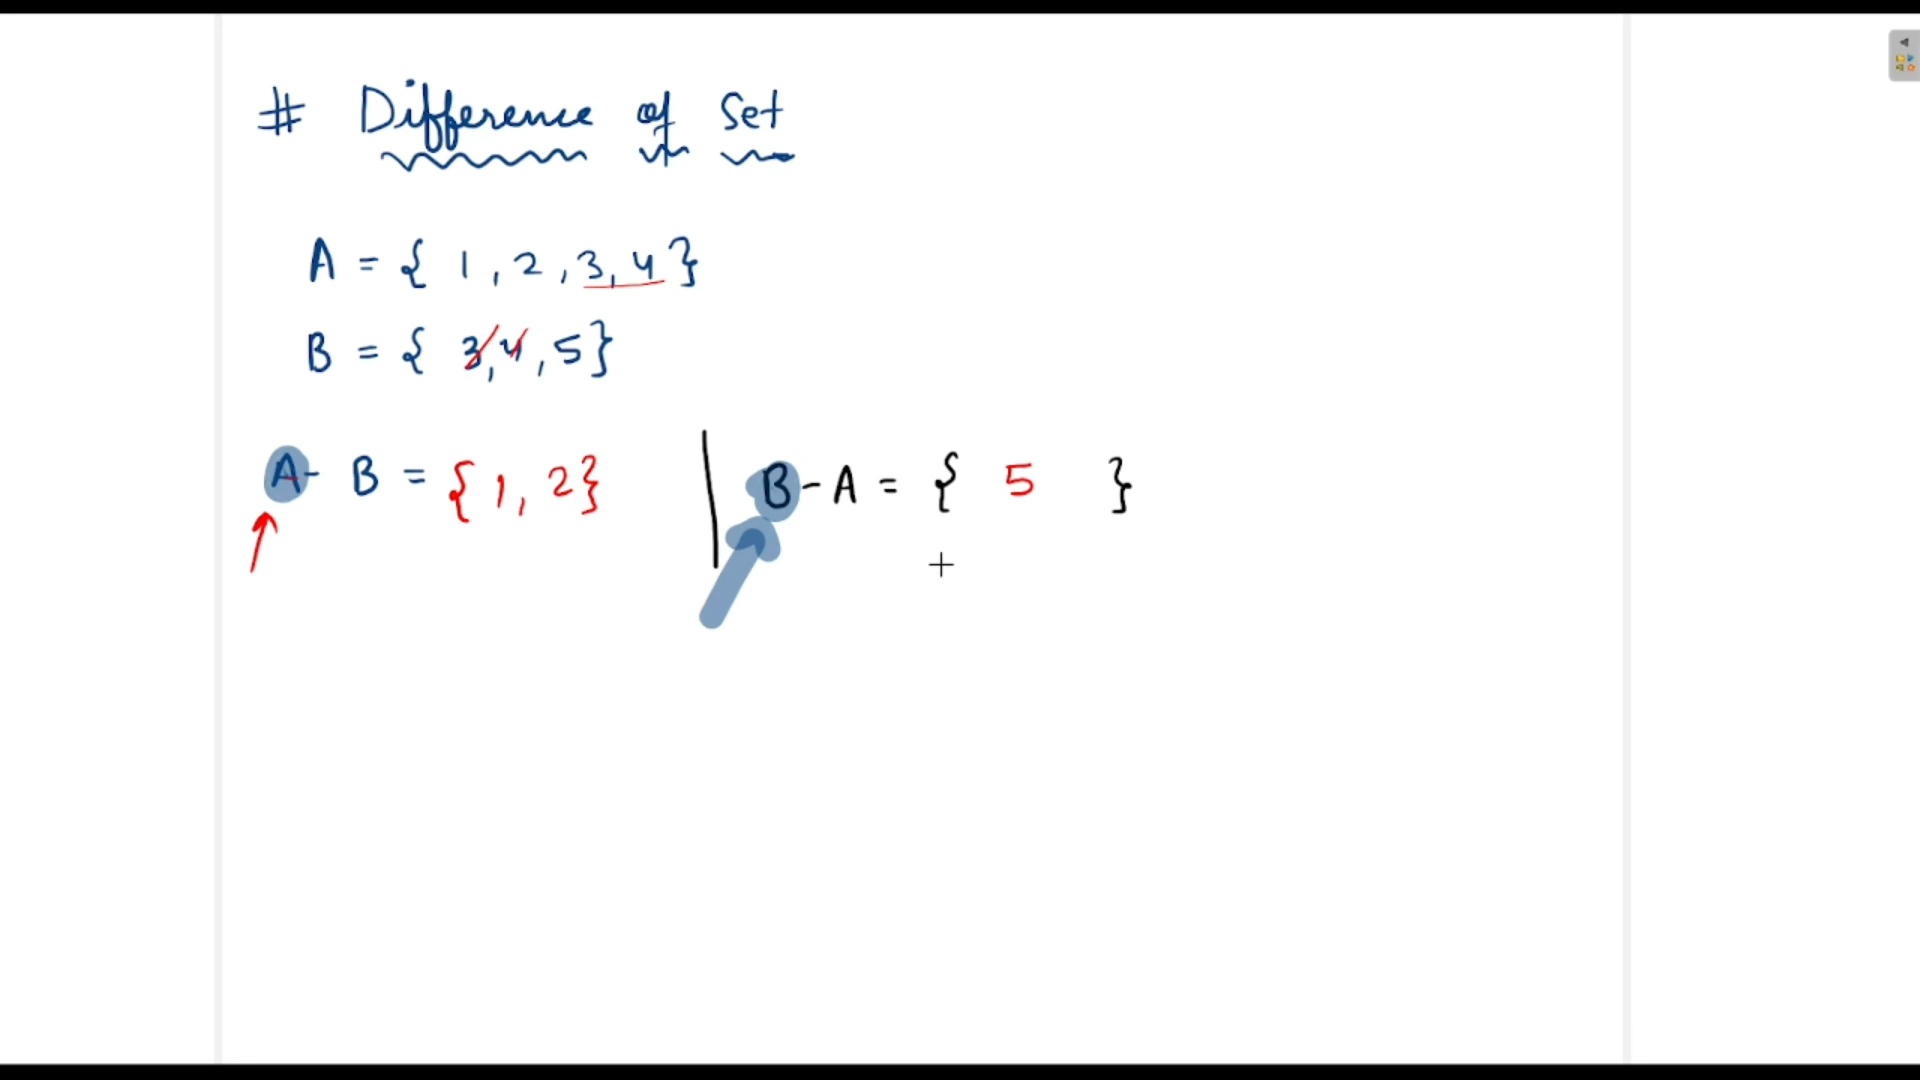 # Difference of Set
A = { 1 , 2 , 3, 4 }
B = { 3, 4 , 5 }
A - B = { 1, 2 } | B - A = { 5 }